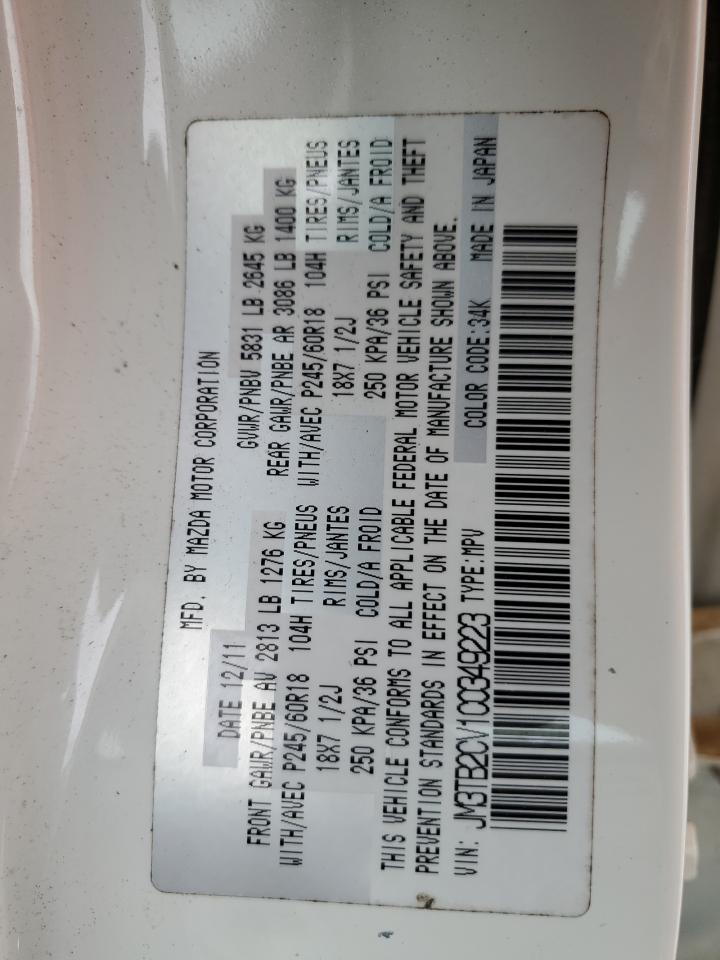 MFD. BY MAZDA MOTOR CORPORATION
DATE 12/11 GVWR/PNBV 5831 LB 2645 KG
FRONT GAWR/PNBE AV 2813 LB 1276 KG REAR GAWR/PNBE AR 3086 LB 1400 KG
WITH/AVEC P245/60R18 104H TIRES/PNEUS WITH/AVEC P245/60R18 104H TIRES/PNEUS
18X7 1/2J RIMS/JANTES 18X7 1/2J RIMS/JANTES
250 KPA/36 PSI COLD/A FROID 250 KPA/36 PSI COLD/A FROID
THIS VEHICLE CONFORMS TO ALL APPLICABLE FEDERAL MOTOR VEHICLE SAFETY AND THEFT
PREVENTION STANDARDS IN EFFECT ON THE DATE OF MANUFACTURE SHOWN ABOVE.
VIN: JM3TB2CV1C0349223 TYPE:MPV COLOR CODE:34K MADE IN JAPAN